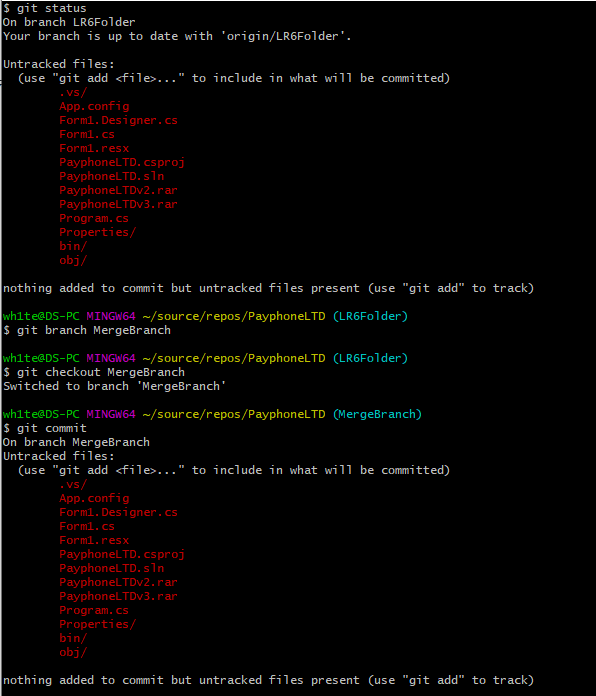 $ git status
On branch LR6Folder
Your branch is up to date with 'origin/LR6Folder'.
Untracked files:
(use "git add <file>..." to include in what will be committed)
.vs/
App.config
Form1.Designer.cs
Form1.cs
Form1.resx
PayphoneLTD.csproj
PayphoneLTD.sln
PayphoneLTDv2.rar
PayphoneLTDv3.rar
Program.cs
Properties/
bin/
obj/
nothing added to commit but untracked files present (use "git add" to track)
wh1te@DS-PC MINGW64 ~/source/repos/PayphoneLTD (LR6Folder)
$ git branch MergeBranch
wh1te@DS-PC MINGW64 ~/source/repos/PayphoneLTD (LR6Folder)
$ git checkout MergeBranch
Switched to branch 'MergeBranch'
wh1te@DS-PC MINGW64 ~/source/repos/PayphoneLTD (MergeBranch)
$ git commit
On branch MergeBranch
Untracked files:
(use "git add <file>..." to include in what will be committed)
.vs/
App.config
Form1.Designer.cs
Form1.cs
Form1.resx
PayphoneLTD.csproj
PayphoneLTD.sln
PayphoneLTDv2.rar
PayphoneLTDv3.rar
Program.cs
Properties/
bin/
obj/
nothing added to commit but untracked files present (use "git add" to track)